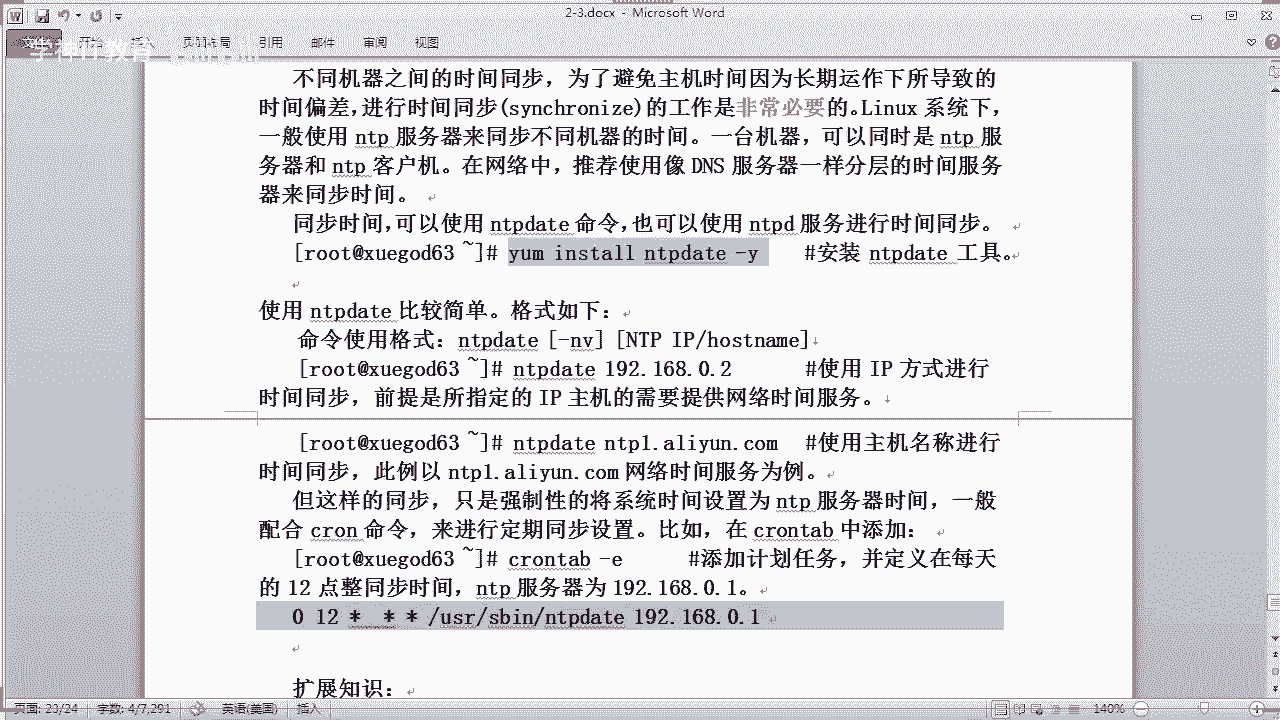 2-3.docx - Microsoft Word
开始 插入 页面布局 引用 邮件 审阅 视图
不同机器之间的时间同步，为了避免主机时间因为长期运作下所导致的
时间偏差,进行时间同步(synchronize)的工作是非常必要的。Linux 系统下，
一般使用 ntp 服务器来同步不同机器的时间。一台机器，可以同时是 ntp 服
务器和 ntp 客户机。在网络中，推荐使用像 DNS 服务器一样分层的时间服务
器来同步时间。
同步时间,可以使用 ntpdate 命令,也可以使用 ntpd 服务进行时间同步。
[root@xuegod63 ~]# yum install ntpdate -y #安装 ntpdate 工具。
使用 ntpdate 比较简单。格式如下：
命令使用格式：ntpdate [-nv] [NTP IP/hostname]
[root@xuegod63 ~]# ntpdate 192.168.0.2 #使用 IP 方式进行
时间同步，前提是所指定的 IP 主机的需要提供网络时间服务。
[root@xuegod63 ~]# ntpdate ntp1.aliyun.com #使用主机名称进行
时间同步，此例以 ntp1.aliyun.com 网络时间服务为例。
但这样的同步，只是强制性的将系统时间设置为 ntp 服务器时间，一般
配合 cron 命令，来进行定期同步设置。比如，在 crontab 中添加：
[root@xuegod63 ~]# crontab -e #添加计划任务，并定义在每天
的 12 点整同步时间，ntp 服务器为 192.168.0.1。
0 12 * * * /usr/sbin/ntpdate 192.168.0.1
扩展知识：
页面: 23/24 字数: 4/7,291 英语(美国) 插入 140%